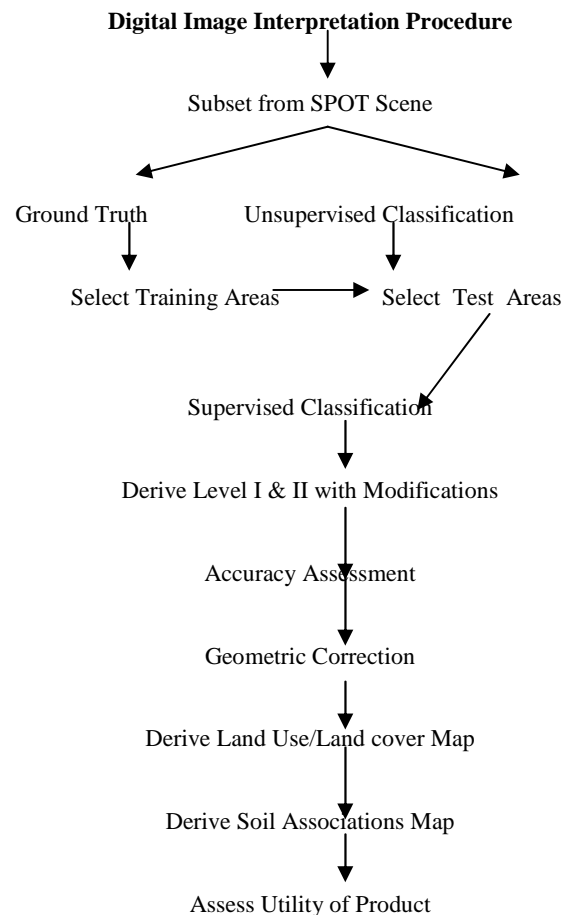 Digital Image Interpretation Procedure
Subset from SPOT Scene
Ground Truth
Unsupervised Classification
Select Training Areas
Select Test Areas
Supervised Classification
Derive Level I & II with Modifications
Accuracy Assessment
Geometric Correction
Derive Land Use/Land cover Map
Derive Soil Associations Map
Assess Utility of Product